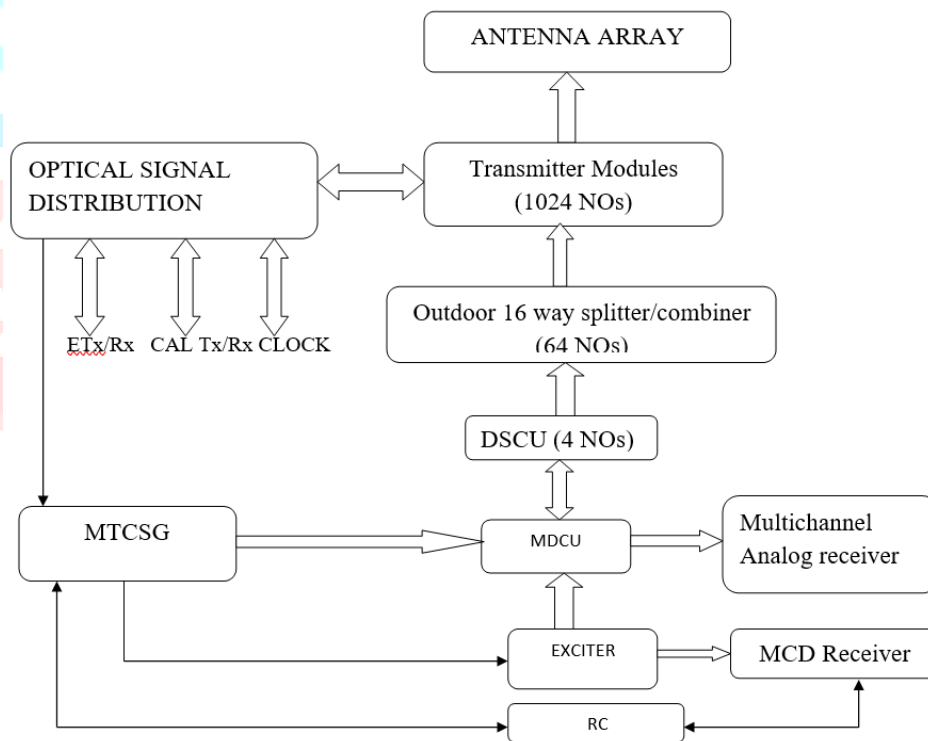 ANTENNA ARRAY
OPTICAL SIGNAL
DISTRIBUTION
Transmitter Modules
(1024 NOs)
Outdoor 16 way splitter/combiner
(64 NOs)
ETx/Rx CAL Tx/Rx CLOCK
DSCU (4 NOs)
MTCSG
MDCU
Multichannel
Analog receiver
EXCITER
MCD Receiver
RC